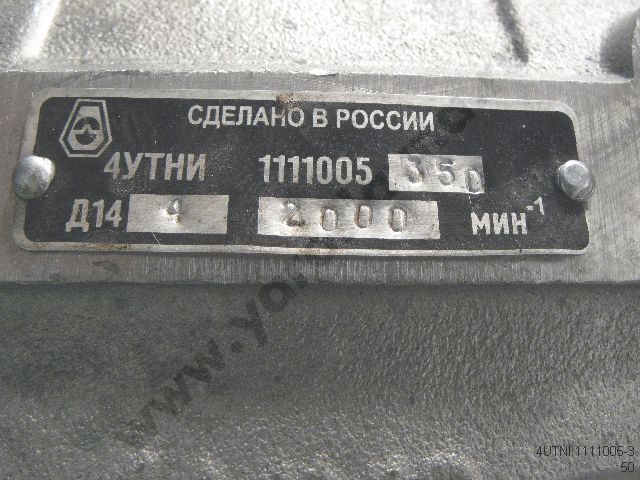 СДЕЛАНО В РОССИИ
4УТНИ 1111005 350
Д14 4 2000 МИН⁻¹
4UTNI 1111005-3
50